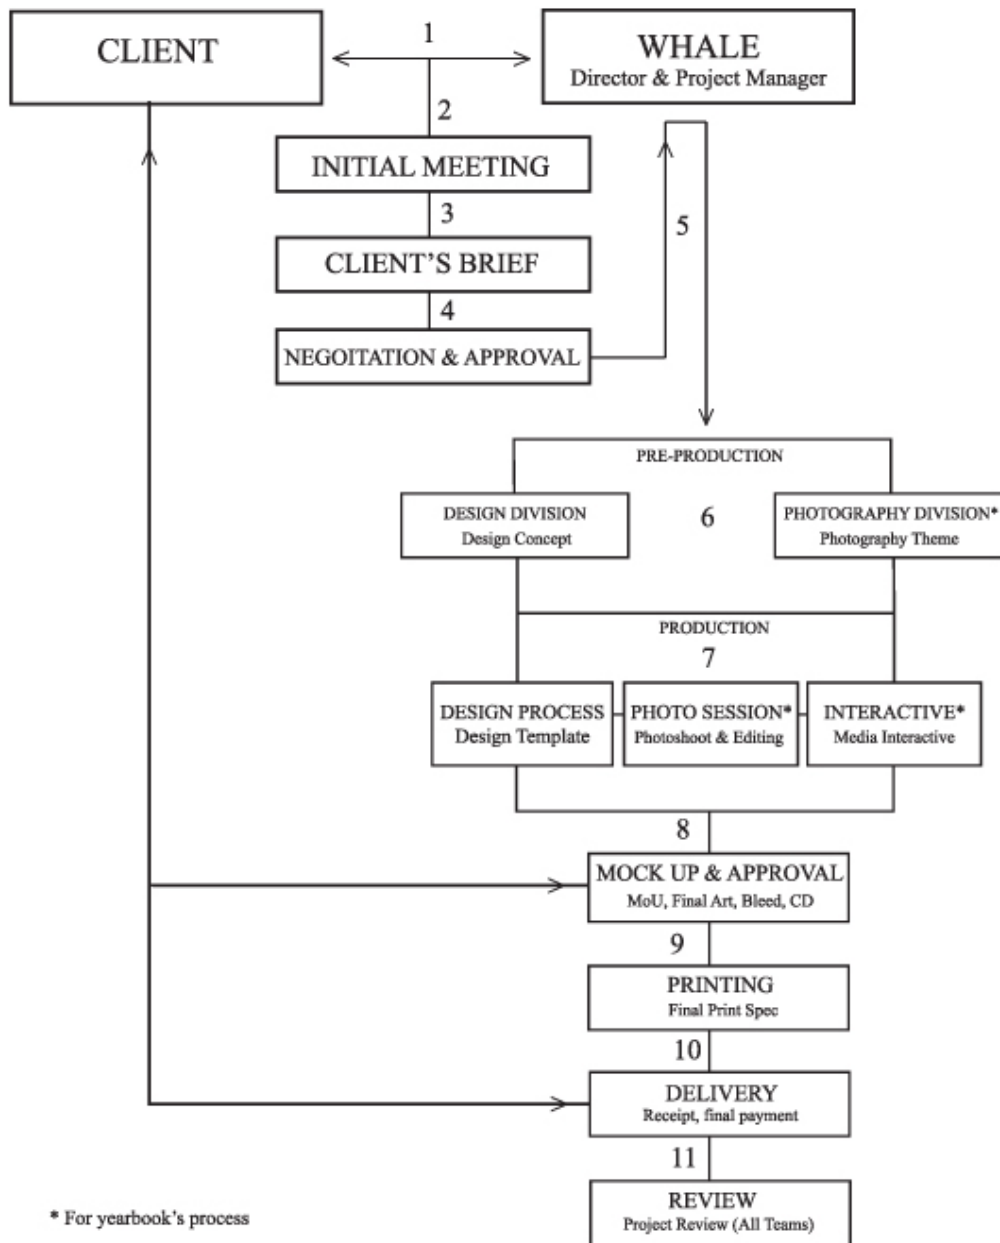 CLIENT
1
WHALE
Director & Project Manager
2
INITIAL MEETING
3
CLIENT'S BRIEF
4
NEGOITATION & APPROVAL
5
PRE-PRODUCTION
6
DESIGN DIVISION
Design Concept
PHOTOGRAPHY DIVISION*
Photography Theme
PRODUCTION
7
DESIGN PROCESS
Design Template
PHOTO SESSION*
Photoshoot & Editing
INTERACTIVE*
Media Interactive
8
MOCK UP & APPROVAL
MoU, Final Art, Bleed, CD
9
PRINTING
Final Print Spec
10
DELIVERY
Receipt, final payment
11
REVIEW
Project Review (All Teams)
* For yearbook's process